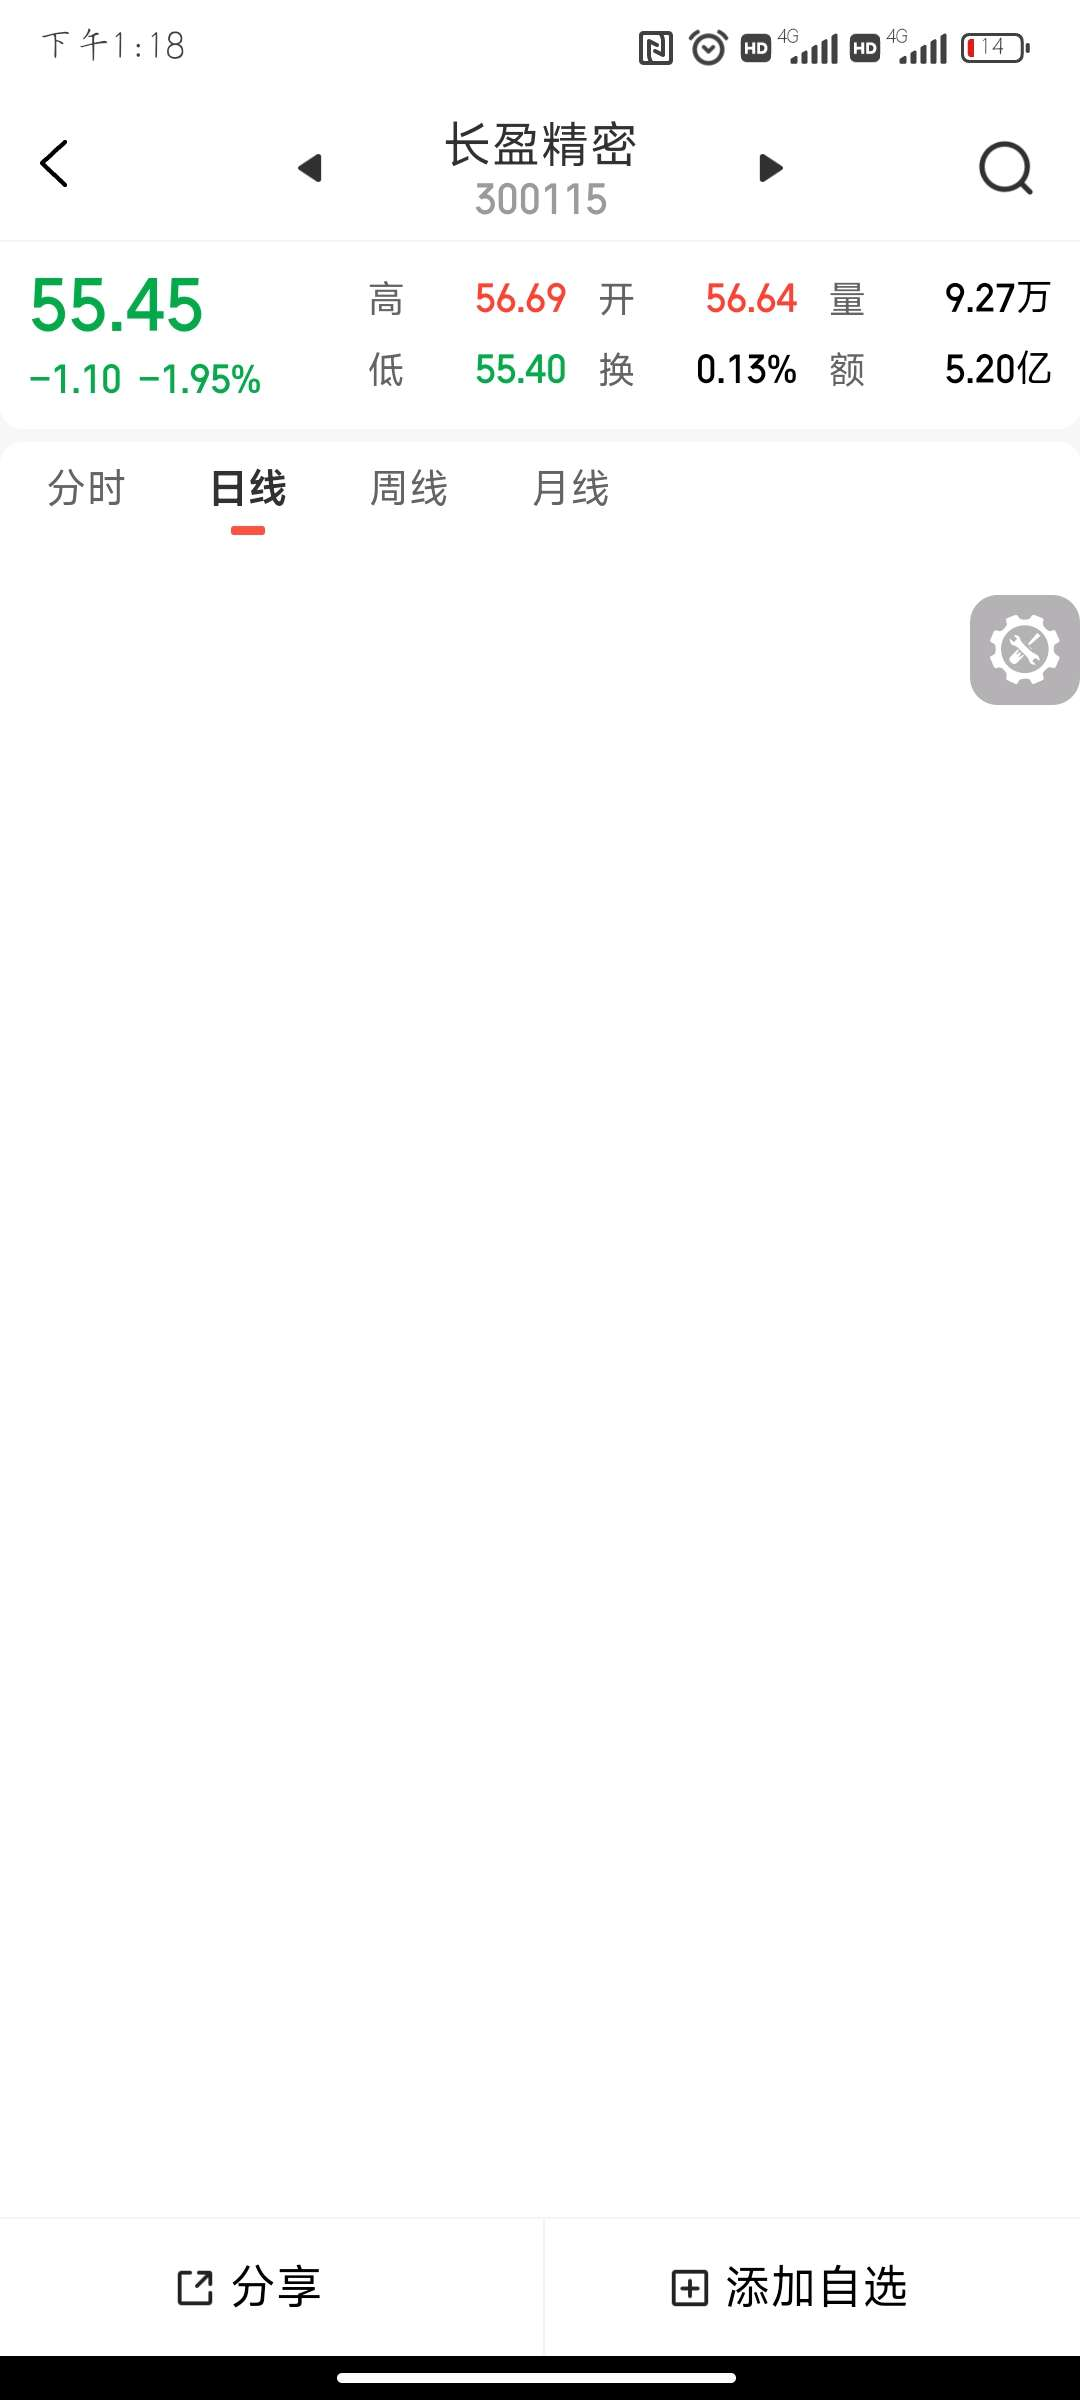 下午1:18
HD 4G HD 4G 14
长盈精密
300115
55.45 高 56.69 开 56.64 量 9.27万
-1.10 -1.95% 低 55.40 换 0.13% 额 5.20亿
分时 日线 周线 月线
分享 添加自选